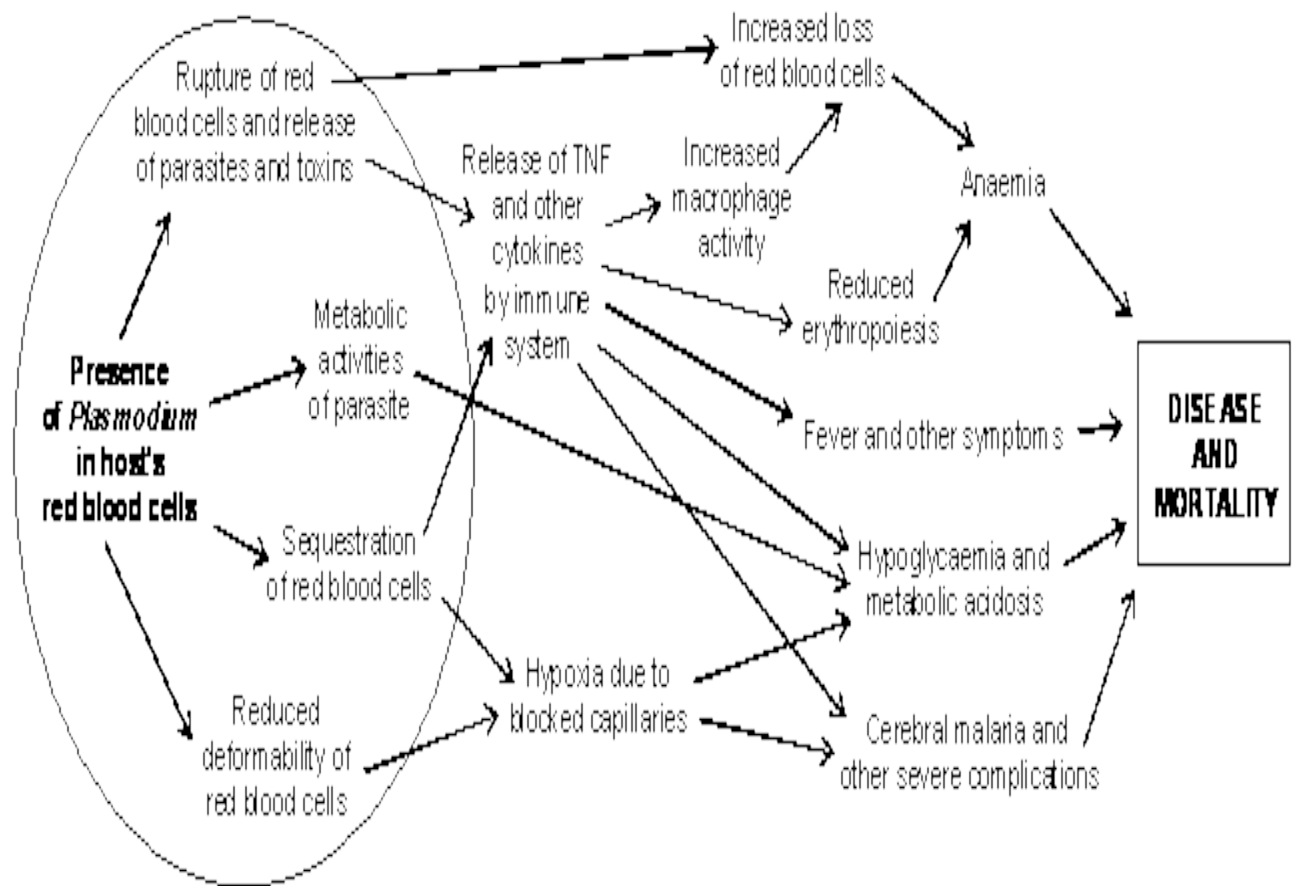 Presence
of Plasmodium
in host's
red blood cells
Rupture of red
blood cells and release
of parasites and toxins
Metabolic
activities
of parasite
Sequestration
of red blood cells
Reduced
deformability of
red blood cells
Release of TNF
and other
cytokines
by immune
system
Hypoxia due to
blocked capillaries
Increased loss
of red blood cells
Increased
macrophage
activity
Reduced
erythropoiesis
Anaemia
Fever and other symptoms
Hypoglycaemia and
metabolic acidosis
Cerebral malaria and
other severe complications
DISEASE
AND
MORTALITY